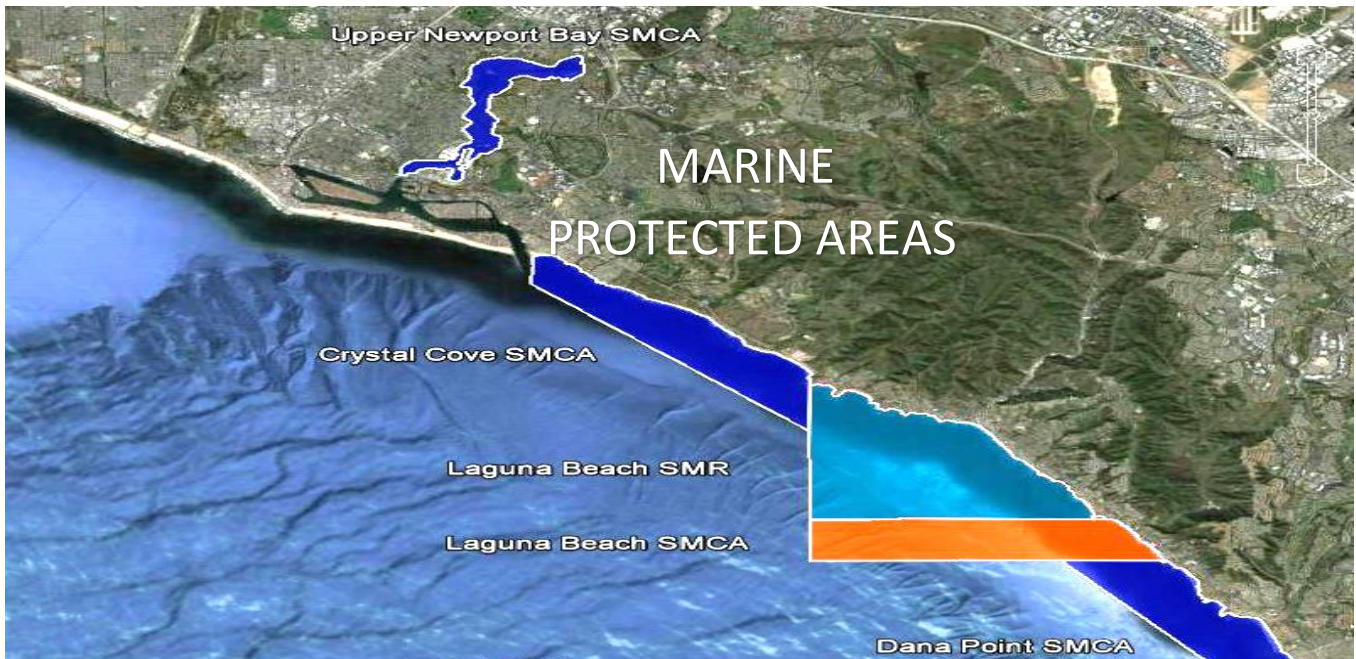 Upper Newport Bay SMCA
MARINE
PROTECTED AREAS
Crystal Cove SMCA
Laguna Beach SMR
Laguna Beach SMCA
Dana Point SMCA